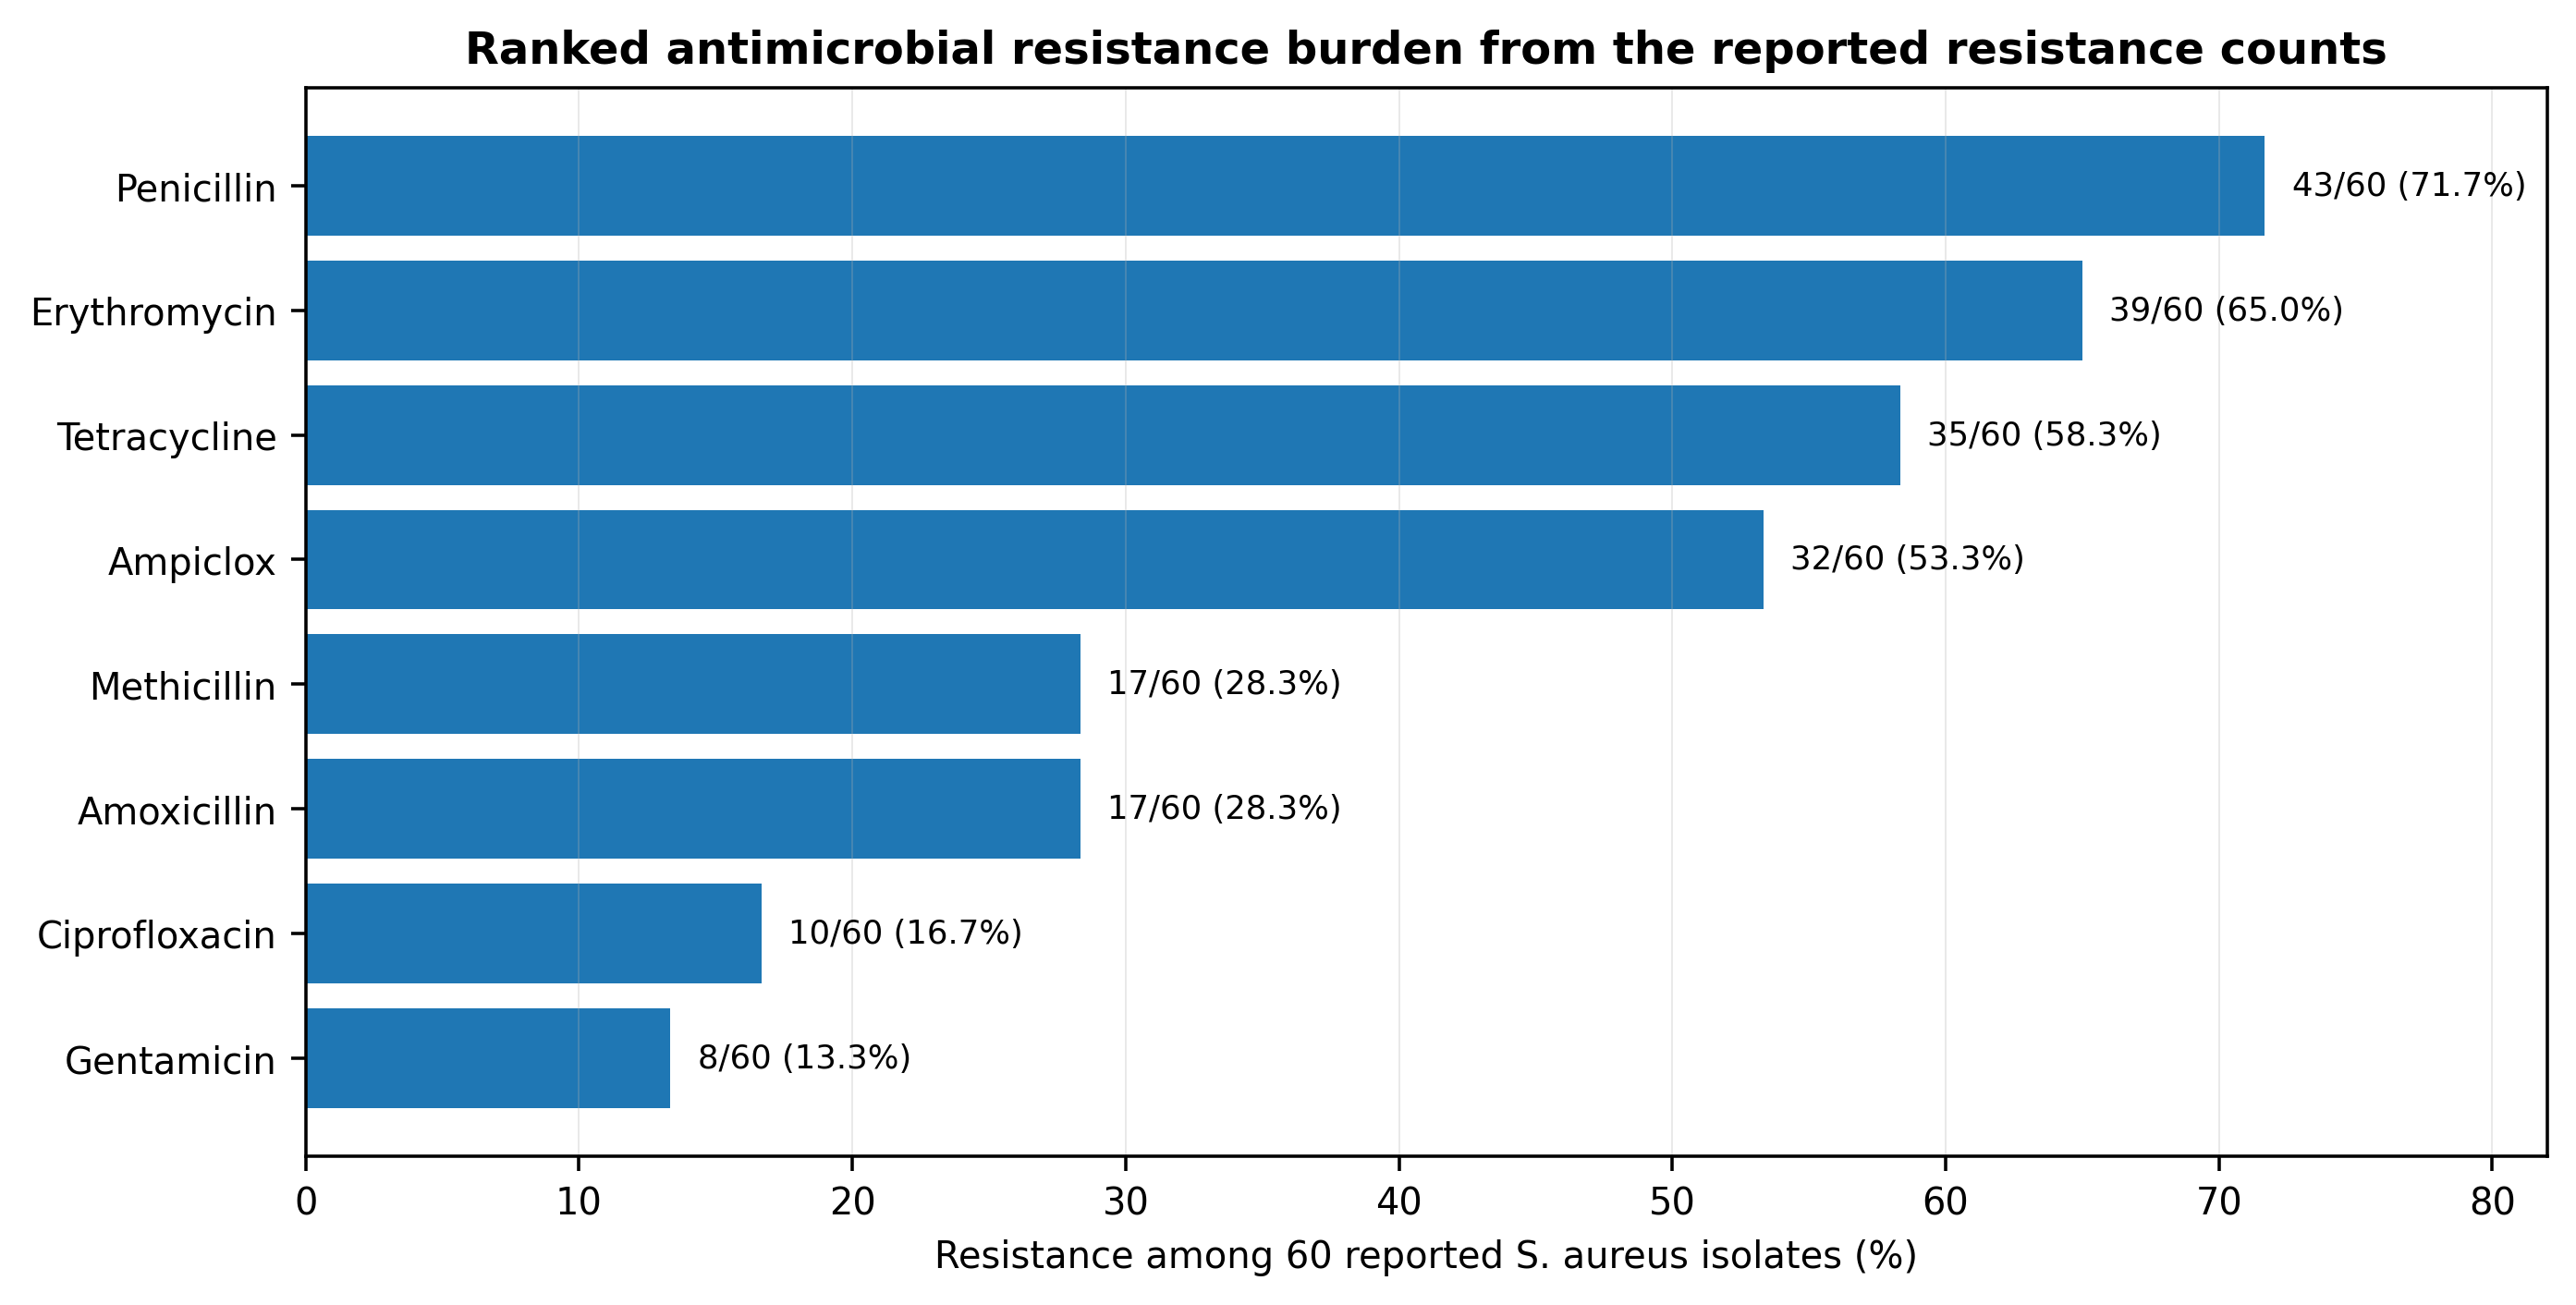 Ranked antimicrobial resistance burden from the reported resistance counts
Penicillin 43/60 (71.7%)
Erythromycin 39/60 (65.0%)
Tetracycline 35/60 (58.3%)
Ampiclox 32/60 (53.3%)
Methicillin 17/60 (28.3%)
Amoxicillin 17/60 (28.3%)
Ciprofloxacin 10/60 (16.7%)
Gentamicin 8/60 (13.3%)
0 10 20 30 40 50 60 70 80
Resistance among 60 reported S. aureus isolates (%)